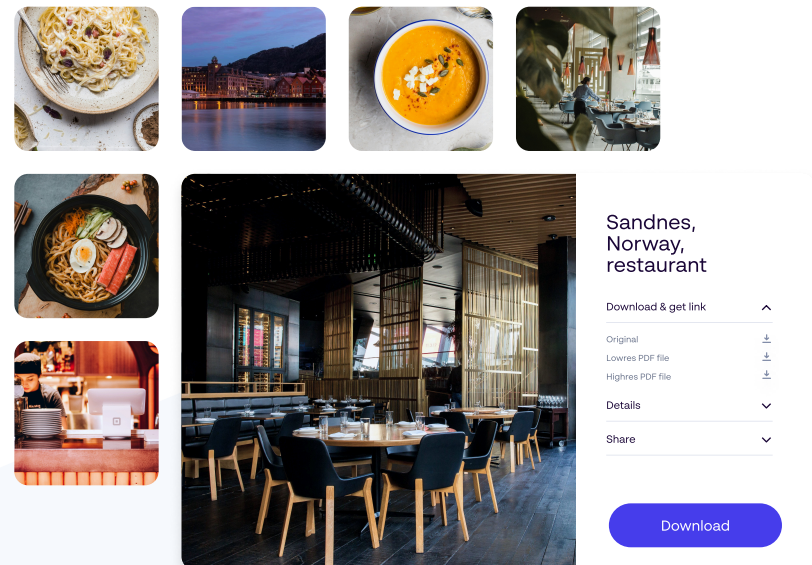 Sandnes,
Norway,
restaurant
Download & get link
Original
Lowres PDF file
Highres PDF file
Details
Share
Download